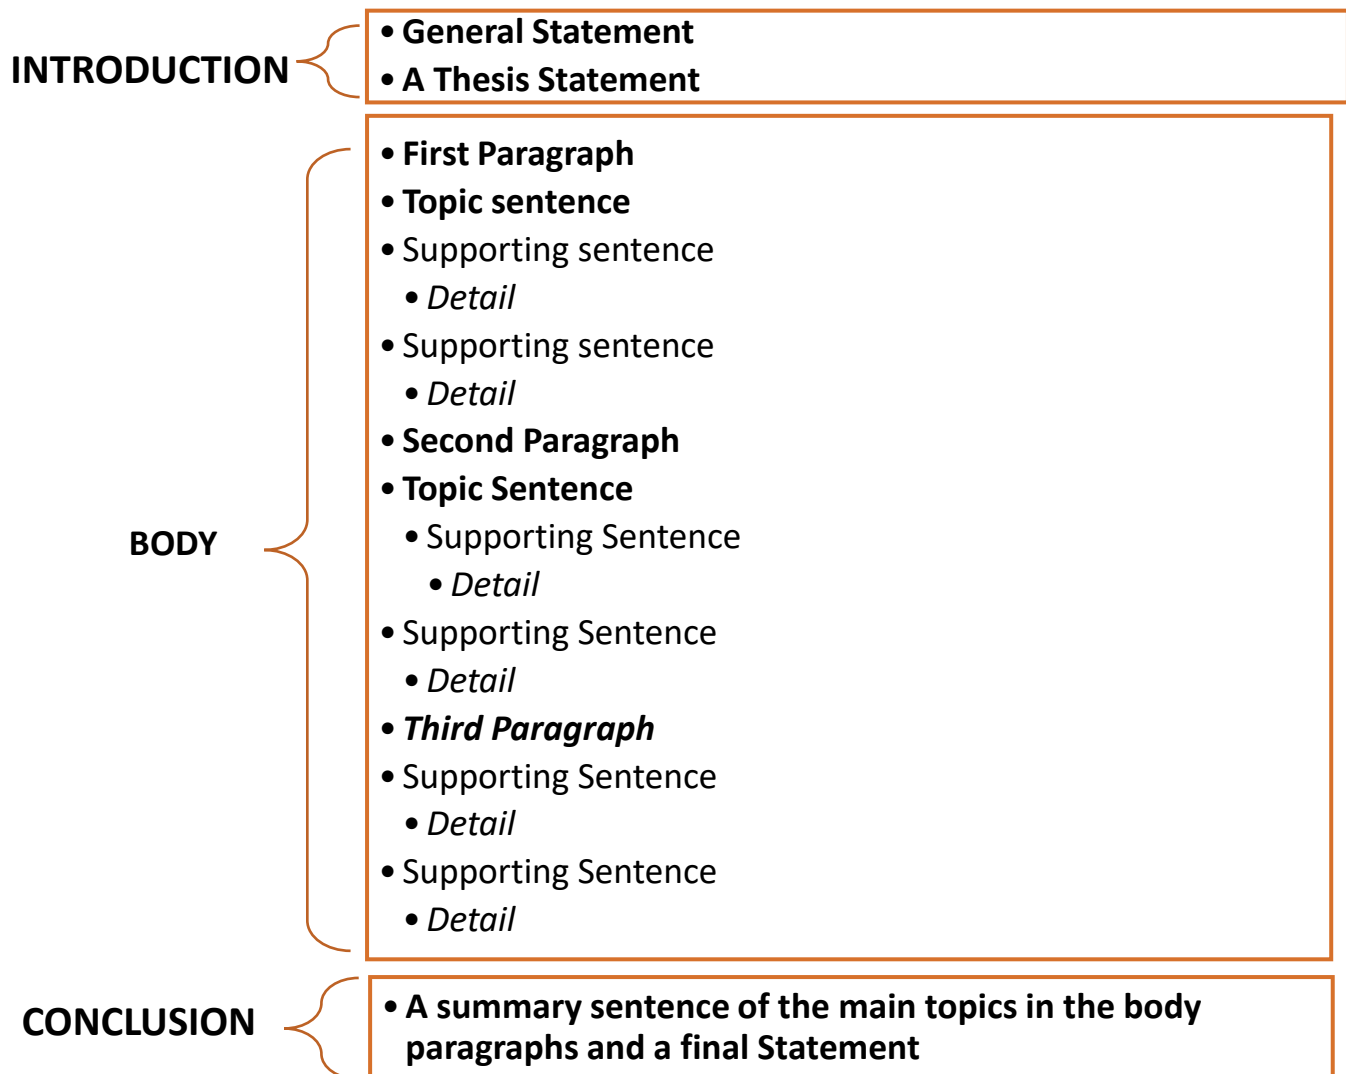 INTRODUCTION
• General Statement
• A Thesis Statement
BODY
• First Paragraph
• Topic sentence
• Supporting sentence
• Detail
• Supporting sentence
• Detail
• Second Paragraph
• Topic Sentence
• Supporting Sentence
• Detail
• Supporting Sentence
• Detail
• Third Paragraph
• Supporting Sentence
• Detail
• Supporting Sentence
• Detail
CONCLUSION
• A summary sentence of the main topics in the body
paragraphs and a final Statement